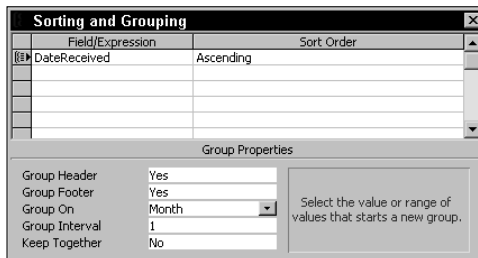 Sorting and Grouping
Field/Expression Sort Order
DateReceived Ascending
Group Properties
Group Header Yes
Group Footer Yes
Group On Month
Group Interval 1
Keep Together No
Select the value or range of
values that starts a new group.